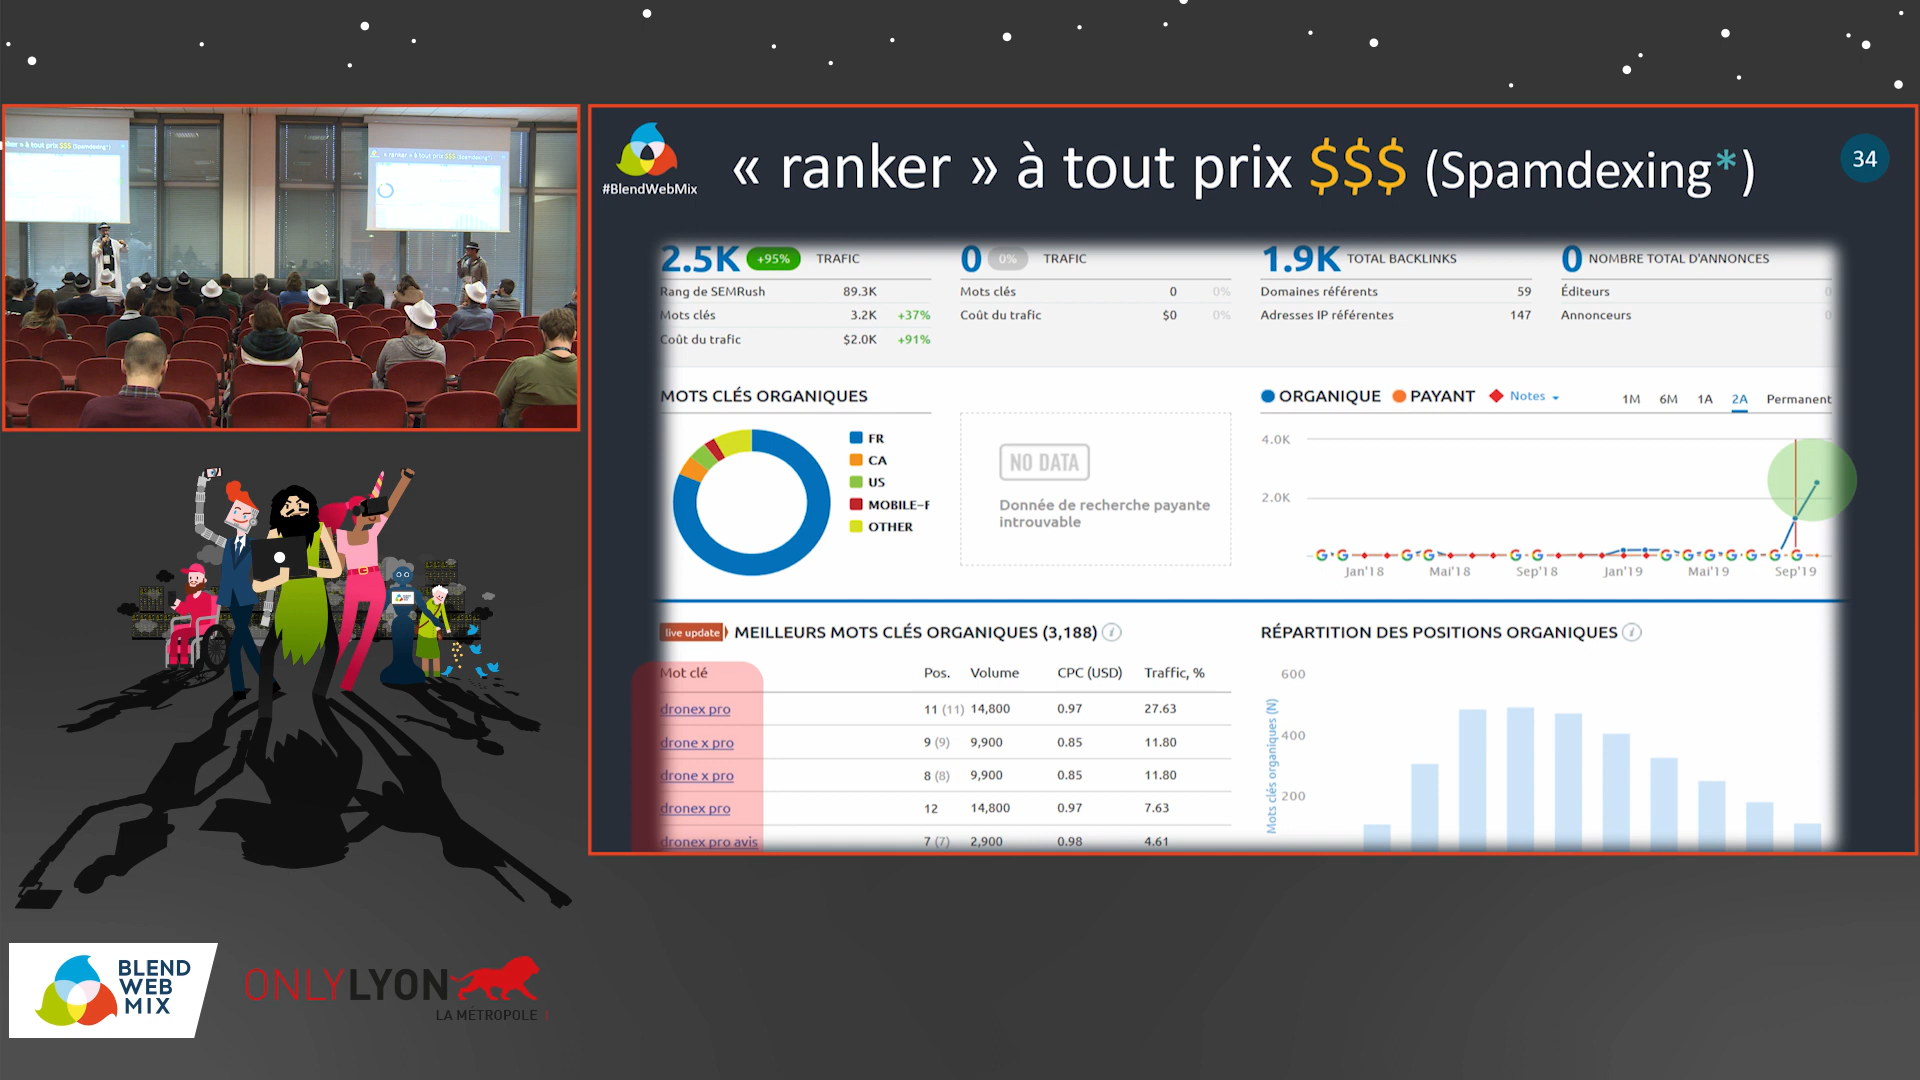 « ranker » à tout prix $$$ (Spamdexing*)
#BlendWebMix
« ranker » à tout prix $$$ (Spamdexing*)
34
2.5K +95% TRAFIC
Rang de SEMRush 89.3K
Mots clés 3.2K +37%
Coût du trafic $2.0K +91%
0 0% TRAFIC
Mots clés 0 0%
Coût du trafic $0 0%
1.9K TOTAL BACKLINKS
Domaines référents 59
Adresses IP référentes 147
0 NOMBRE TOTAL D'ANNONCES
Éditeurs 0
Annonceurs 0
MOTS CLÉS ORGANIQUES
FR
CA
US
MOBILE-F
OTHER
NO DATA
Donnée de recherche payante
introuvable
ORGANIQUE PAYANT Notes 1M 6M 1A 2A Permanent
4.0K
2.0K
Jan'18 Mai'18 Sep'18 Jan'19 Mai'19 Sep'19
live update MEILLEURS MOTS CLÉS ORGANIQUES (3,188) i
Mot clé Pos. Volume CPC (USD) Traffic, %
dronex pro 11 (11) 14,800 0.97 27.63
drone x pro 9 (9) 9,900 0.85 11.80
drone x pro 8 (8) 9,900 0.85 11.80
dronex pro 12 14,800 0.97 7.63
dronex pro avis 7 (7) 2,900 0.98 4.61
RÉPARTITION DES POSITIONS ORGANIQUES i
Mots clés organiques (N)
600
400
200
BLEND
WEB
MIX
ONLYLYON
LA MÉTROPOLE